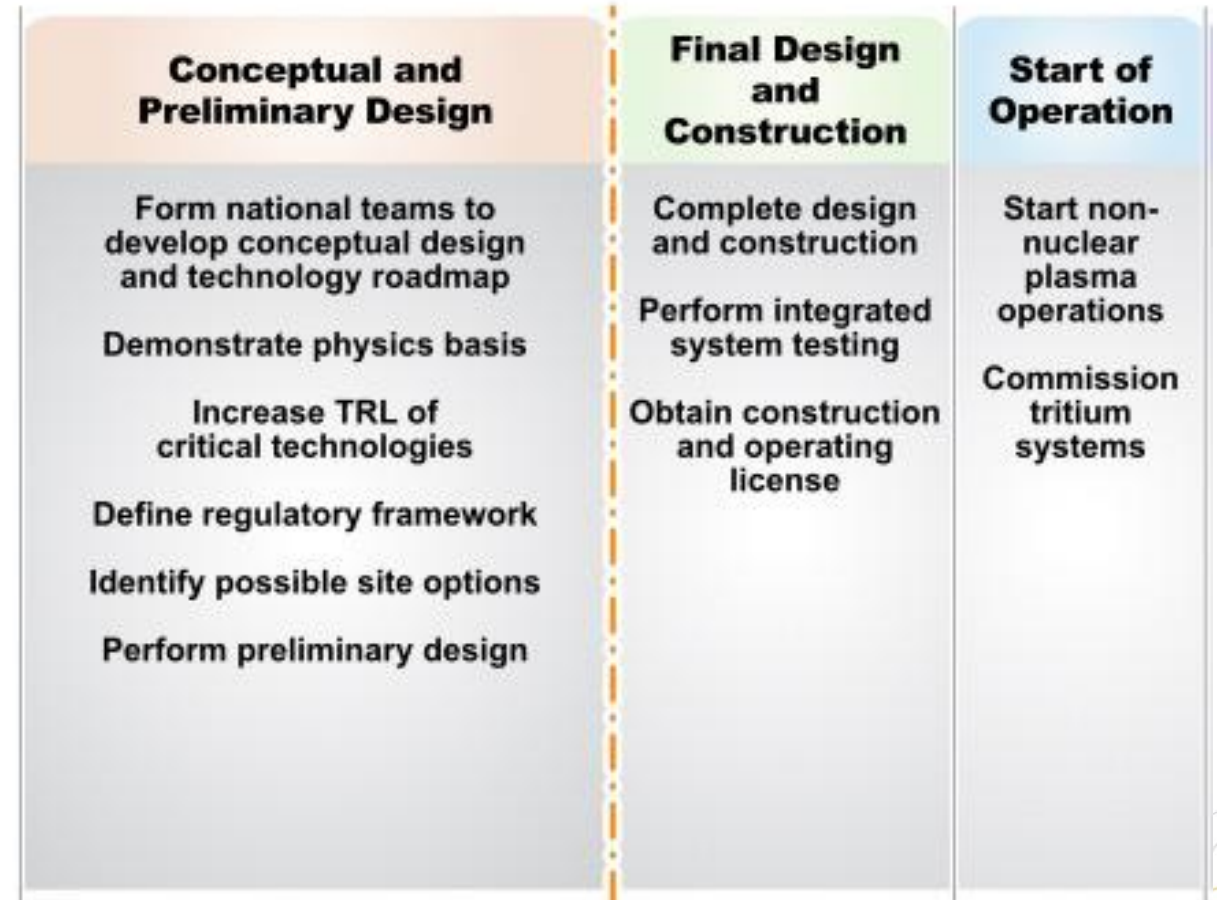 Conceptual and
Preliminary Design
Form national teams to
develop conceptual design
and technology roadmap
Demonstrate physics basis
Increase TRL of
critical technologies
Define regulatory framework
Identify possible site options
Perform preliminary design
Final Design
and
Construction
Complete design
and construction
Perform integrated
system testing
Obtain construction
and operating
license
Start of
Operation
Start non-
nuclear
plasma
operations
Commission
tritium
systems